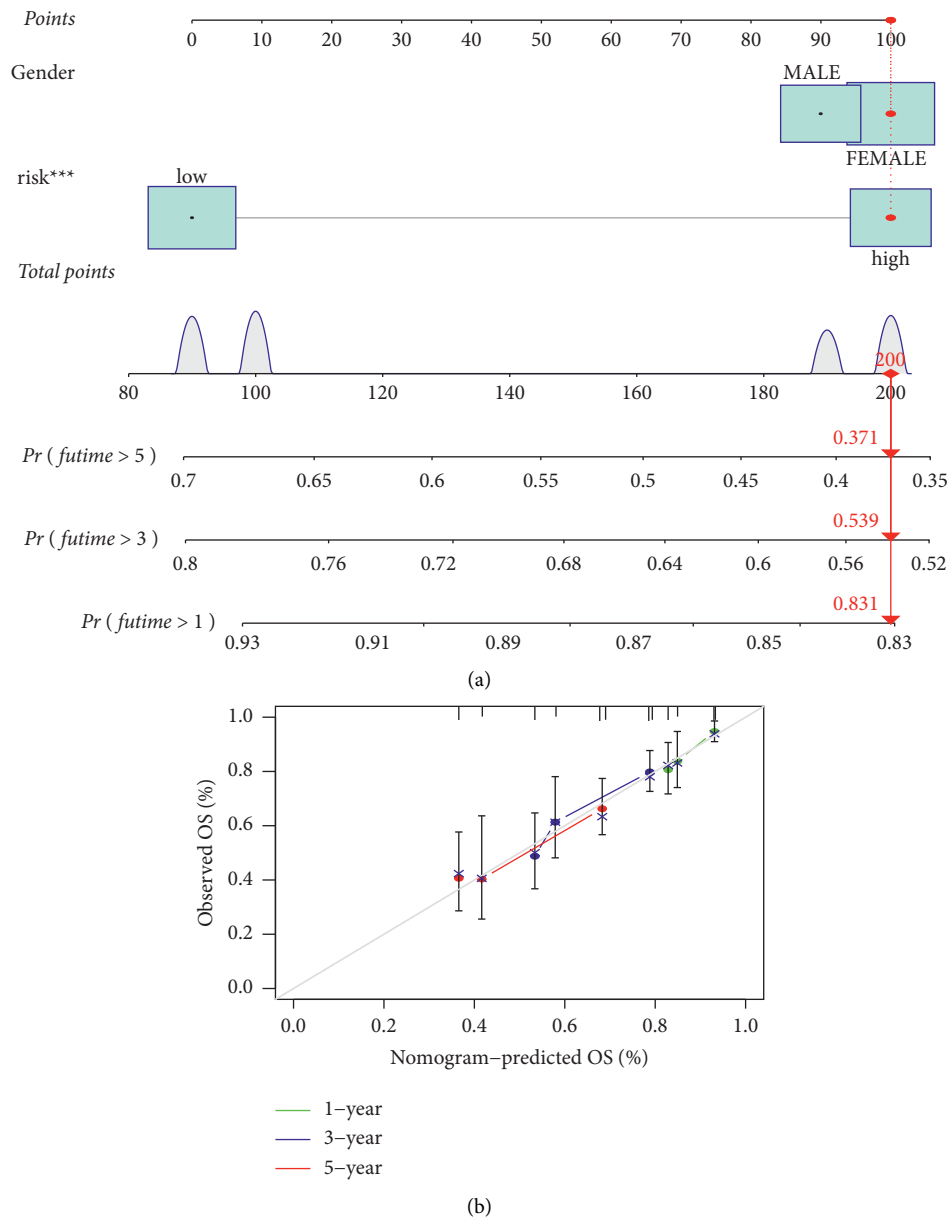 Points
0 10 20 30 40 50 60 70 80 90 100
Gender
MALE
FEMALE
risk***
low
high
Total points
200
80 100 120 140 160 180 200
0.371
Pr ( futime > 5 )
0.7 0.65 0.6 0.55 0.5 0.45 0.4 0.35
0.539
Pr ( futime > 3 )
0.8 0.76 0.72 0.68 0.64 0.6 0.56 0.52
0.831
Pr ( futime > 1 )
0.93 0.91 0.89 0.87 0.85 0.83
(a)
Observed OS (%)
1.0
0.8
0.6
0.4
0.2
0.0
0.0 0.2 0.4 0.6 0.8 1.0
Nomogram−predicted OS (%)
1−year
3−year
5−year
(b)